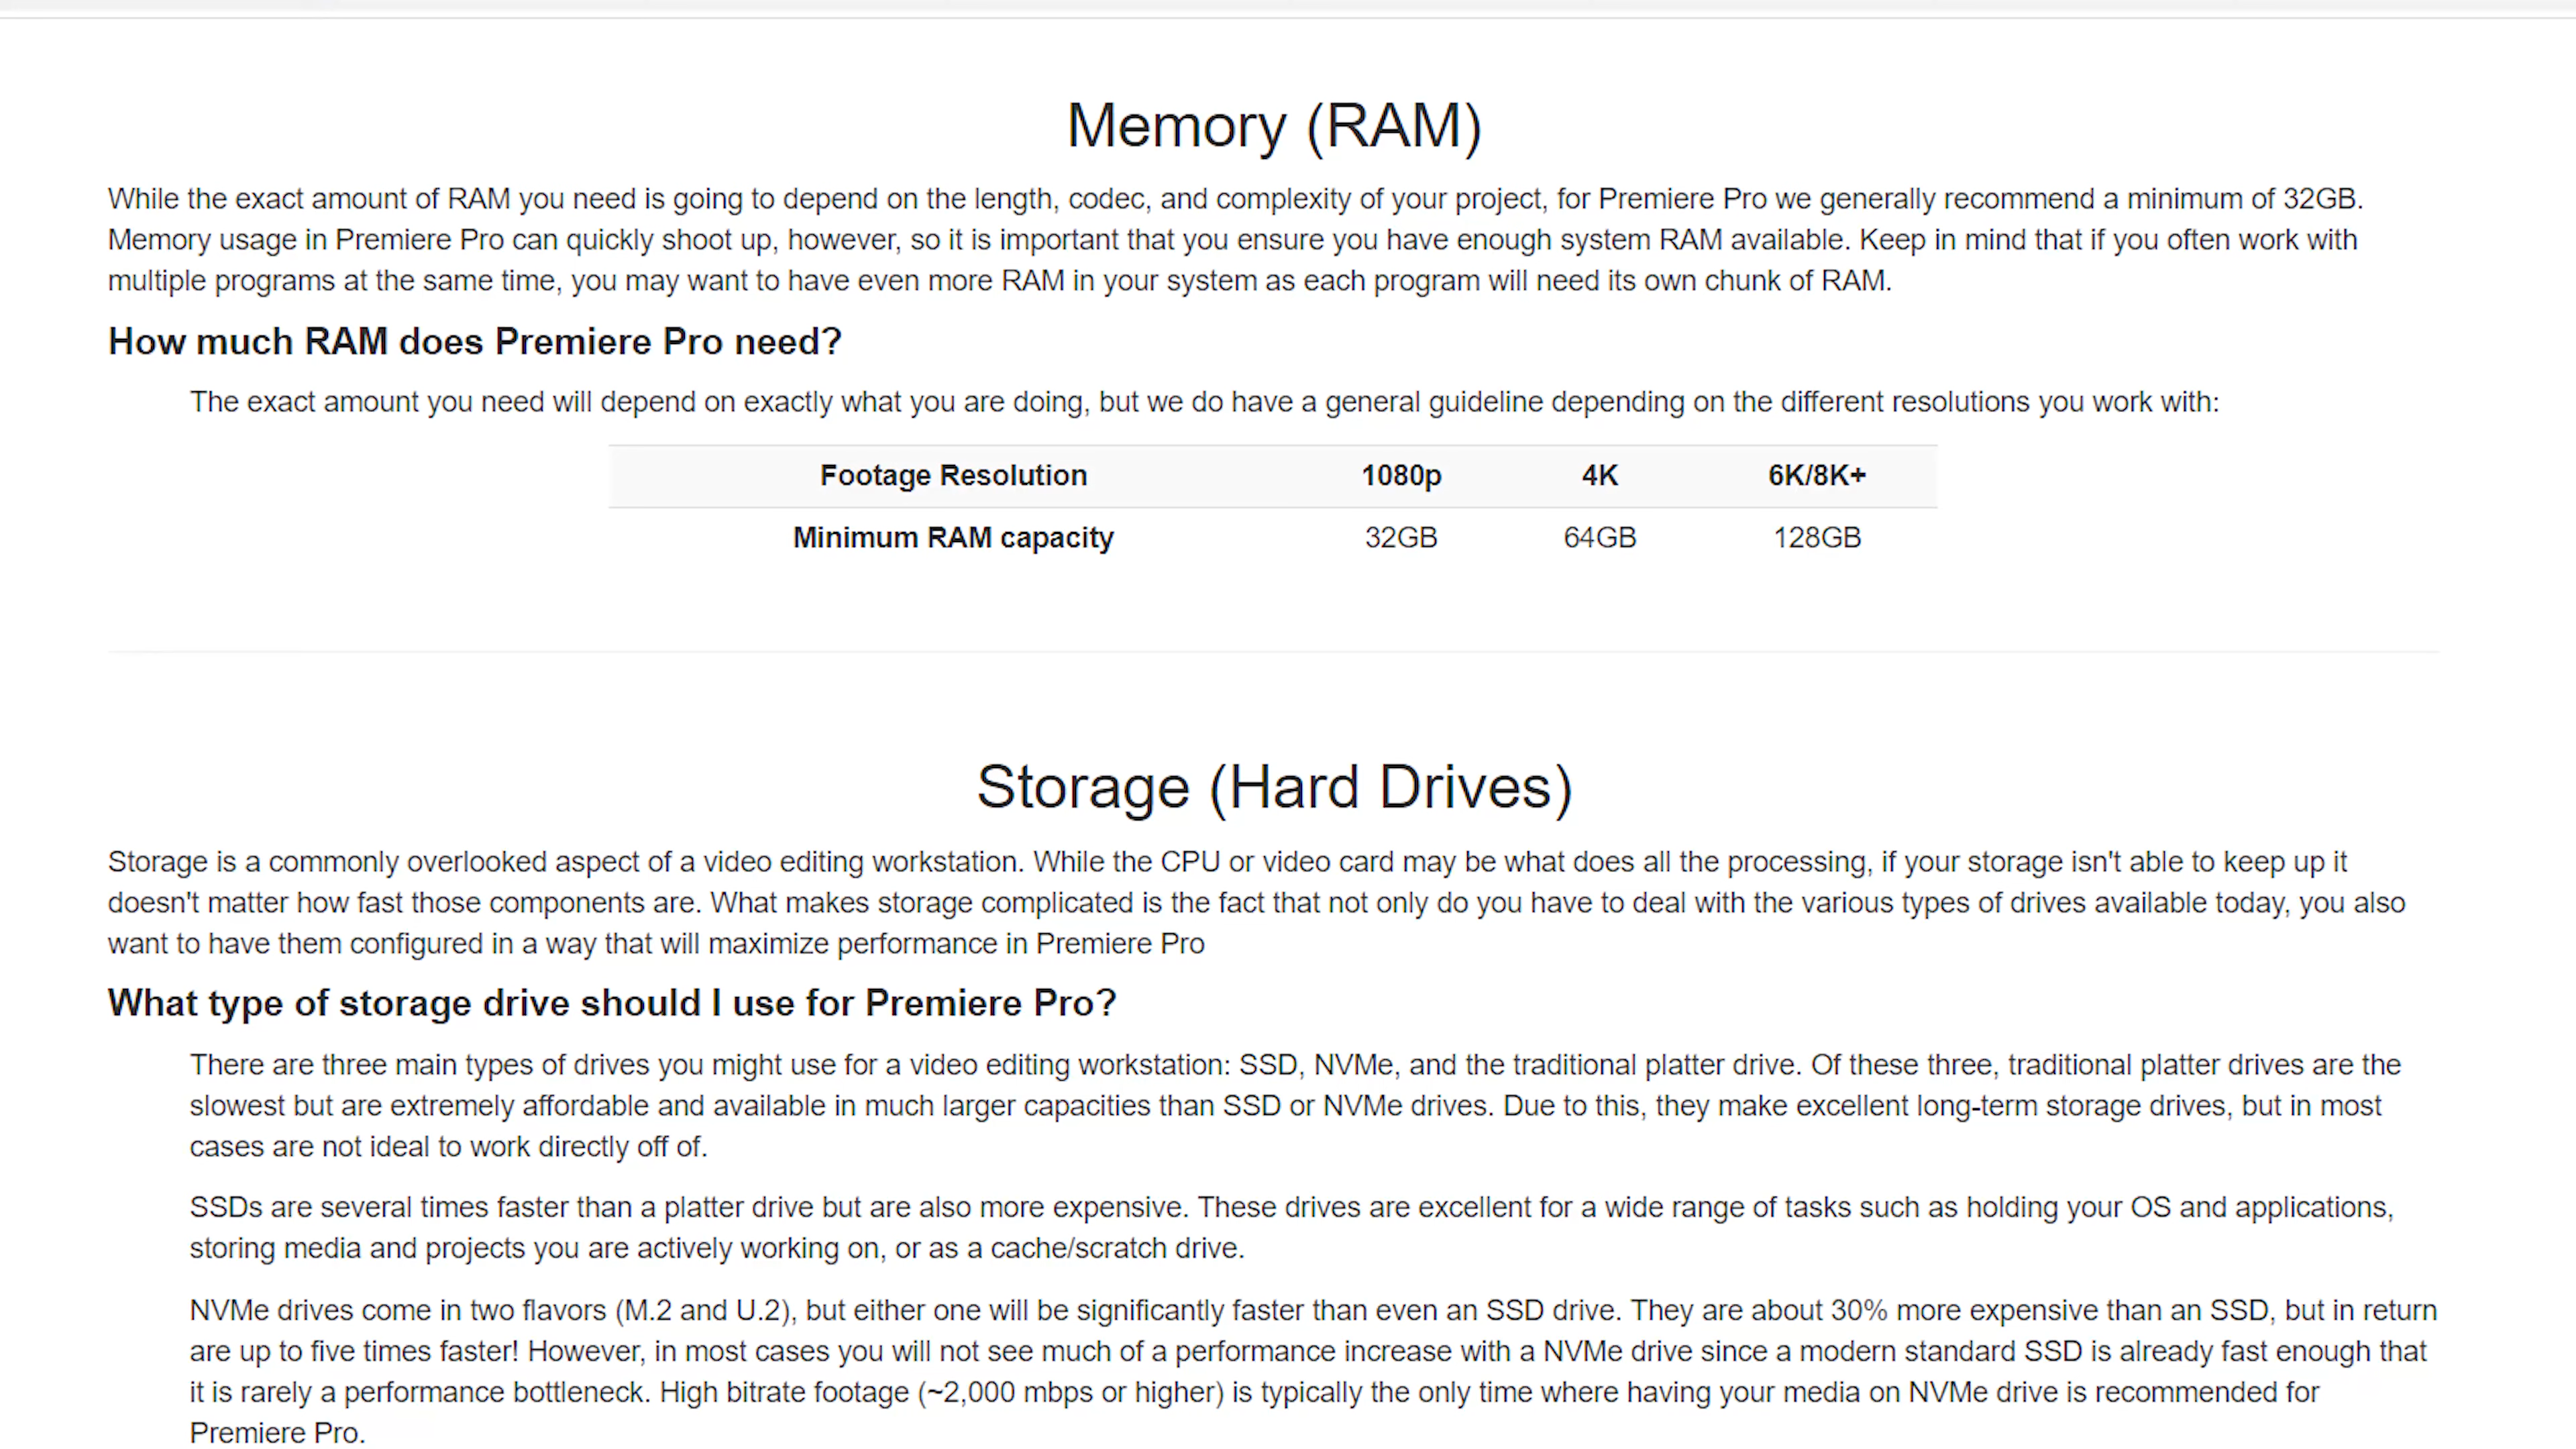 Memory (RAM)
While the exact amount of RAM you need is going to depend on the length, codec, and complexity of your project, for Premiere Pro we generally recommend a minimum of 32GB.
Memory usage in Premiere Pro can quickly shoot up, however, so it is important that you ensure you have enough system RAM available. Keep in mind that if you often work with
multiple programs at the same time, you may want to have even more RAM in your system as each program will need its own chunk of RAM.
How much RAM does Premiere Pro need?
The exact amount you need will depend on exactly what you are doing, but we do have a general guideline depending on the different resolutions you work with:
Footage Resolution 1080p 4K 6K/8K+
Minimum RAM capacity 32GB 64GB 128GB
Storage (Hard Drives)
Storage is a commonly overlooked aspect of a video editing workstation. While the CPU or video card may be what does all the processing, if your storage isn't able to keep up it
doesn't matter how fast those components are. What makes storage complicated is the fact that not only do you have to deal with the various types of drives available today, you also
want to have them configured in a way that will maximize performance in Premiere Pro
What type of storage drive should I use for Premiere Pro?
There are three main types of drives you might use for a video editing workstation: SSD, NVMe, and the traditional platter drive. Of these three, traditional platter drives are the
slowest but are extremely affordable and available in much larger capacities than SSD or NVMe drives. Due to this, they make excellent long-term storage drives, but in most
cases are not ideal to work directly off of.
SSDs are several times faster than a platter drive but are also more expensive. These drives are excellent for a wide range of tasks such as holding your OS and applications,
storing media and projects you are actively working on, or as a cache/scratch drive.
NVMe drives come in two flavors (M.2 and U.2), but either one will be significantly faster than even an SSD drive. They are about 30% more expensive than an SSD, but in return
are up to five times faster! However, in most cases you will not see much of a performance increase with a NVMe drive since a modern standard SSD is already fast enough that
it is rarely a performance bottleneck. High bitrate footage (~2,000 mbps or higher) is typically the only time where having your media on NVMe drive is recommended for
Premiere Pro.